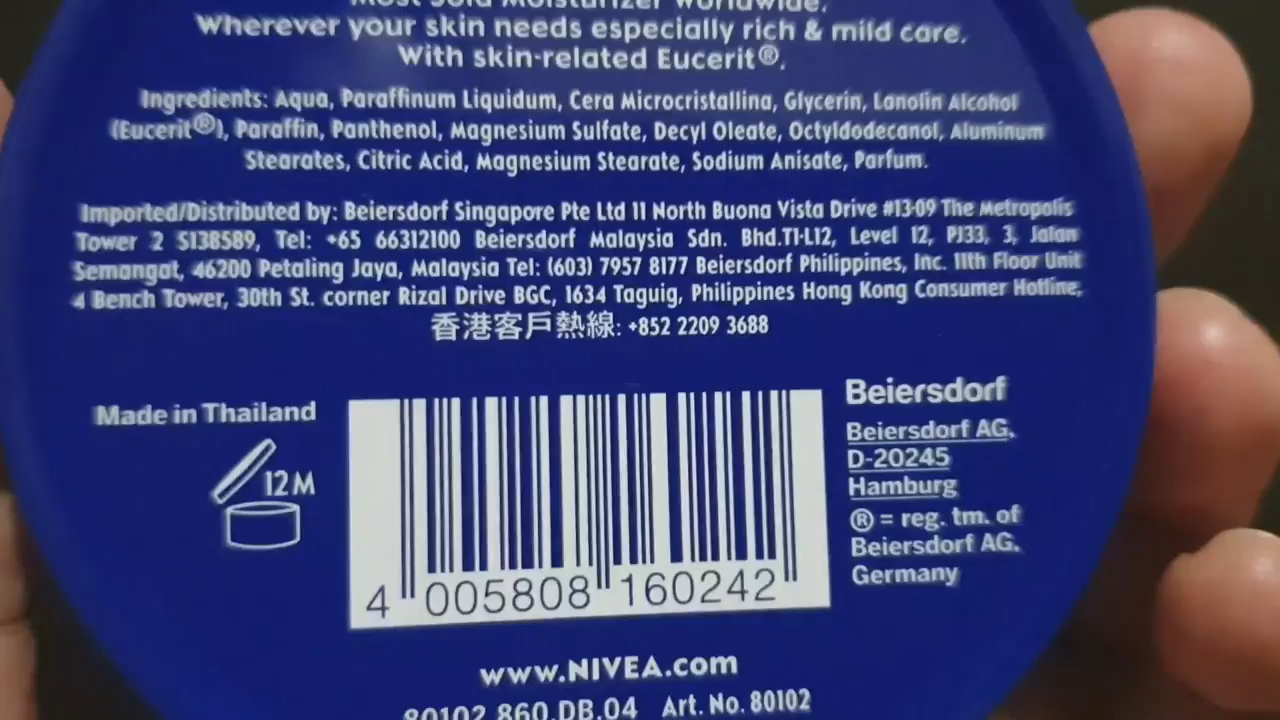 Most Sold Moisturizer Worldwide.
Wherever your skin needs especially rich & mild care.
With skin-related Eucerit®.
Ingredients: Aqua, Paraffinum Liquidum, Cera Microcristallina, Glycerin, Lanolin Alcohol
(Eucerit®), Paraffin, Panthenol, Magnesium Sulfate, Decyl Oleate, Octyldodecanol, Aluminum
Stearates, Citric Acid, Magnesium Stearate, Sodium Anisate, Parfum.
Imported/Distributed by: Beiersdorf Singapore Pte Ltd 11 North Buona Vista Drive #13-09 The Metropolis
Tower 2 S138589, Tel: +65 66312100 Beiersdorf Malaysia Sdn. Bhd.T1-L12, Level 12, PJ33, 3, Jalan
Semangat, 46200 Petaling Jaya, Malaysia Tel: (603) 7957 8177 Beiersdorf Philippines, Inc. 11th Floor Unit
4 Bench Tower, 30th St. corner Rizal Drive BGC, 1634 Taguig, Philippines Hong Kong Consumer Hotline,
香港客戶熱線: +852 2209 3688
Made in Thailand
12M
4 005808 160242
Beiersdorf
Beiersdorf AG,
D-20245
Hamburg
® = reg. tm. of
Beiersdorf AG,
Germany
www.NIVEA.com
80102.860.DB.04 Art. No. 80102